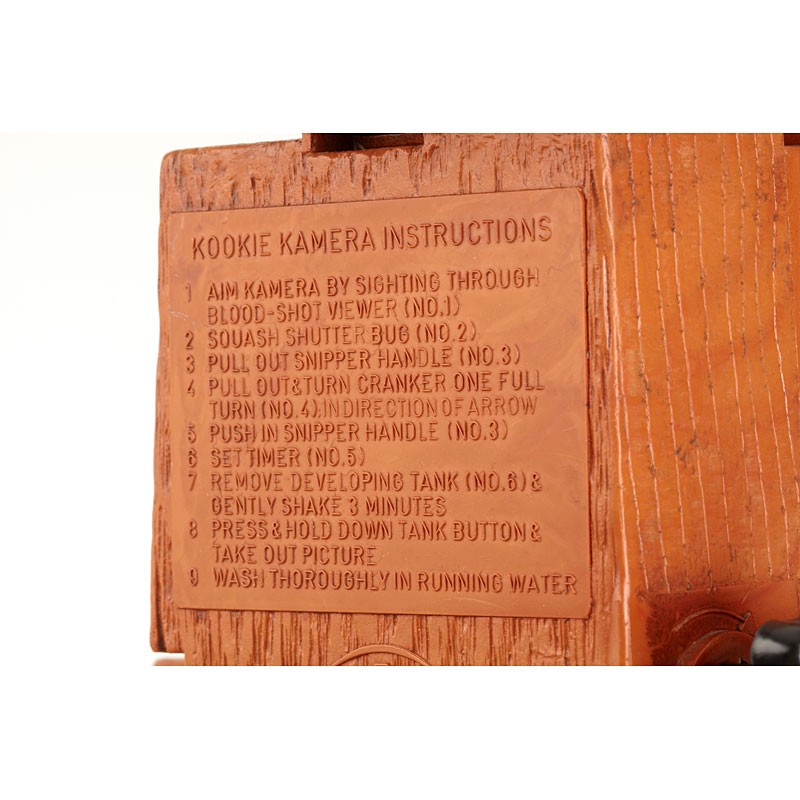 KOOKIE KAMERA INSTRUCTIONS
1 AIM KAMERA BY SIGHTING THROUGH
BLOOD-SHOT VIEWER (NO.1)
2 SQUASH SHUTTER BUG (NO.2)
3 PULL OUT SNIPPER HANDLE (NO.3)
4 PULL OUT&TURN CRANKER ONE FULL
TURN (NO.4),IN DIRECTION OF ARROW
5 PUSH IN SNIPPER HANDLE (NO.3)
6 SET TIMER (NO.5)
7 REMOVE DEVELOPING TANK (NO.6)&
GENTLY SHAKE 3 MINUTES
8 PRESS&HOLD DOWN TANK BUTTON&
TAKE OUT PICTURE
9 WASH THOROUGHLY IN RUNNING WATER